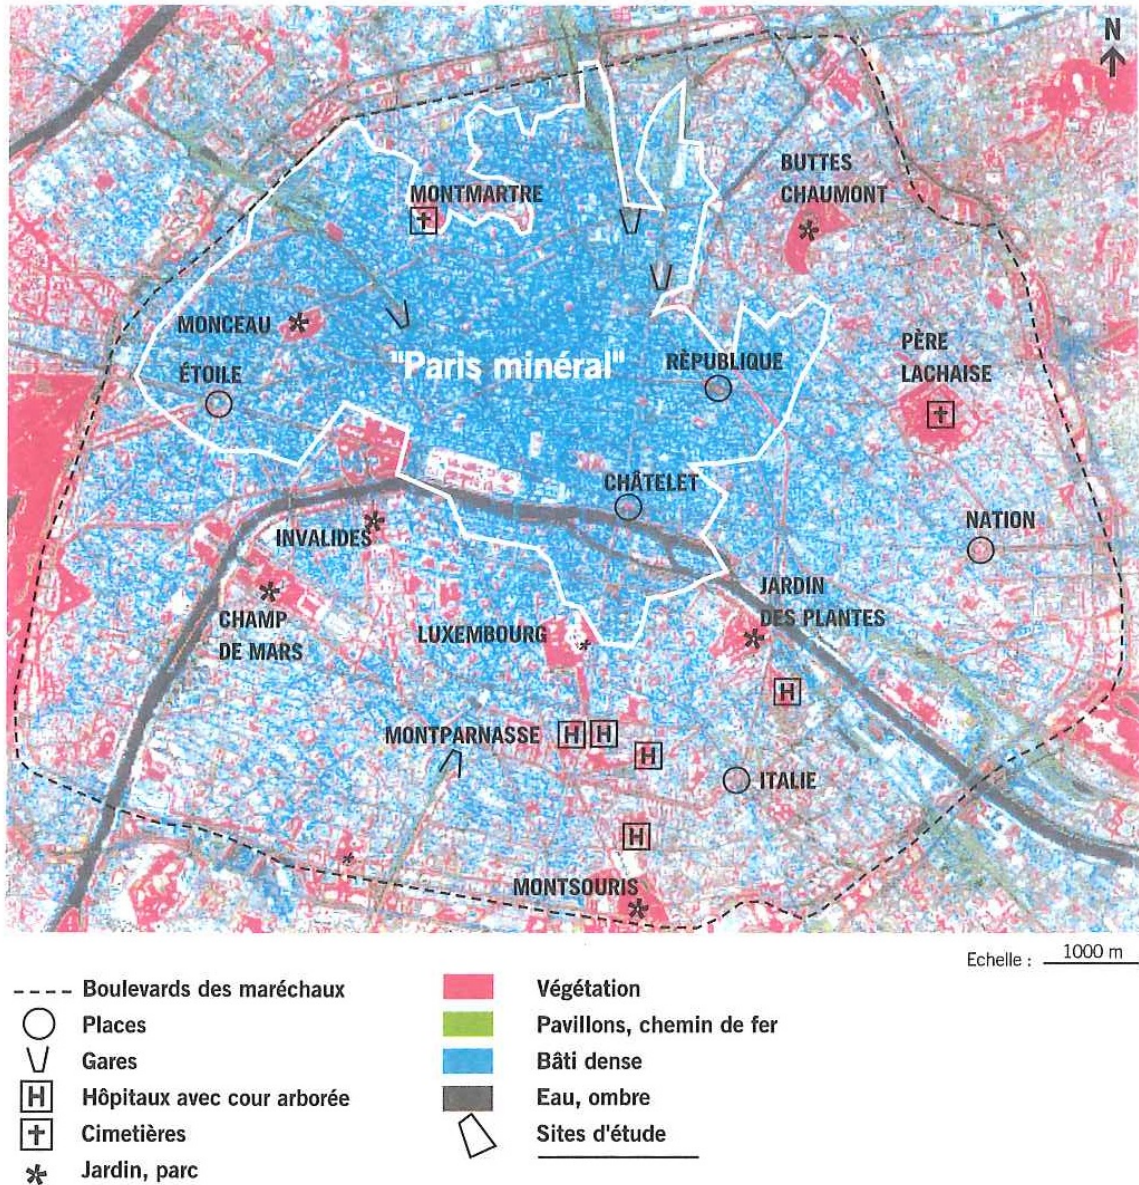 N
BUTTES
CHAUMONT
MONTMARTRE
MONCEAU
"Paris minéral"
RÈPUBLIQUE
PÈRE
LACHAISE
ÉTOILE
CHÂTELET
INVALIDES
NATION
JARDIN
DES PLANTES
CHAMP
DE MARS
LUXEMBOURG
H
MONTPARNASSE
H
H
H
ITALIE
H
MONTSOURIS
Echelle : 1000 m
Boulevards des maréchaux
Places
Gares
H Hôpitaux avec cour arborée
Cimetières
Jardin, parc
Végétation
Pavillons, chemin de fer
Bâti dense
Eau, ombre
Sites d'étude